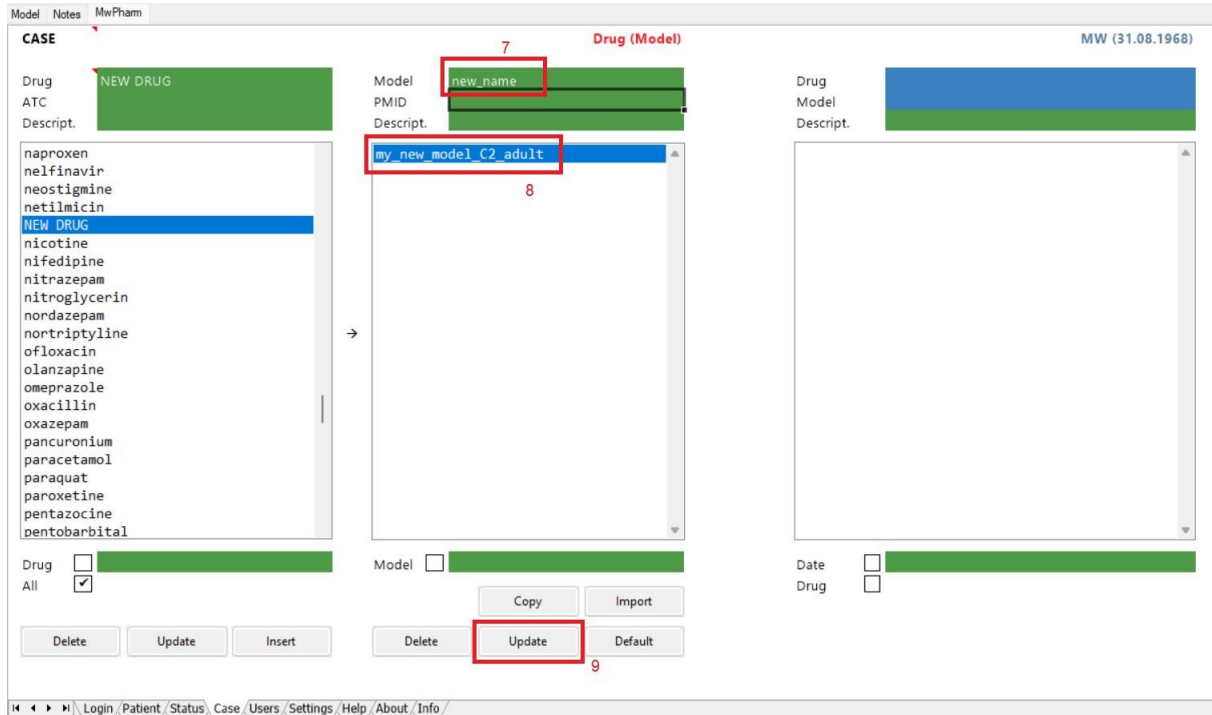 Model Notes MwPharm
CASE
Drug (Model)
MW (31.08.1968)
7
Drug NEW DRUG
ATC
Descript.
Model new_name
PMID
Descript.
Drug
Model
Descript.
naproxen
nelfinavir
neostigmine
netilmicin
NEW DRUG
nicotine
nifedipine
nitrazepam
nitroglycerin
nordazepam
nortriptyline
ofloxacin
olanzapine
omeprazole
oxacillin
oxazepam
pancuronium
paracetamol
paraquat
paroxetine
pentazocine
pentobarbital
→
my_new_model_C2_adult
8
Drug
All
Delete Update Insert
Model
Copy Import
Delete Update Default
9
Date
Drug
Login Patient Status Case Users Settings Help About Info